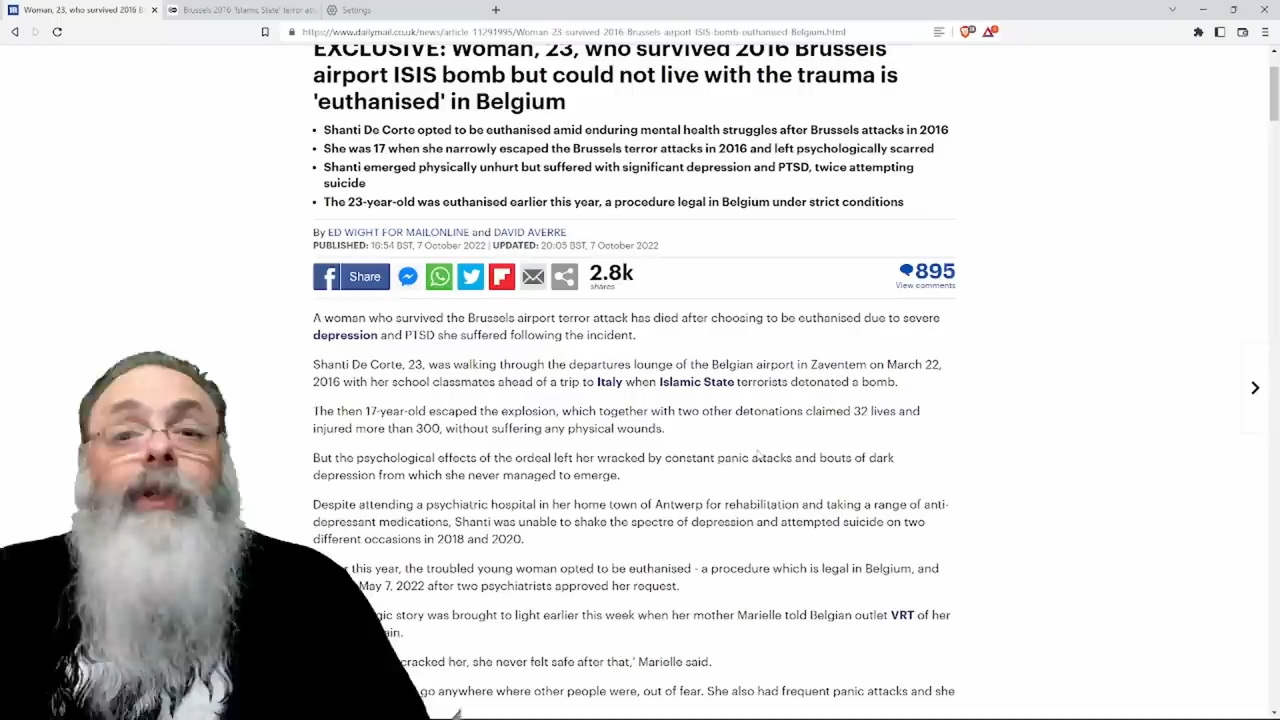 Woman, 23, who survived 2016 B
Brussels 2016 'Islamic State' terror att
Settings
https://www.dailymail.co.uk/news/article-11291995/Woman-23-survived-2016-Brussels-airport-ISIS-bomb-euthanised-Belgium.html
EXCLUSIVE: Woman, 23, who survived 2016 Brussels
airport ISIS bomb but could not live with the trauma is
'euthanised' in Belgium
• Shanti De Corte opted to be euthanised amid enduring mental health struggles after Brussels attacks in 2016
• She was 17 when she narrowly escaped the Brussels terror attacks in 2016 and left psychologically scarred
• Shanti emerged physically unhurt but suffered with significant depression and PTSD, twice attempting
suicide
• The 23-year-old was euthanised earlier this year, a procedure legal in Belgium under strict conditions
By ED WIGHT FOR MAILONLINE and DAVID AVERRE
PUBLISHED: 16:54 BST, 7 October 2022 | UPDATED: 20:05 BST, 7 October 2022
f Share
2.8k
shares
895
View comments
A woman who survived the Brussels airport terror attack has died after choosing to be euthanised due to severe
depression and PTSD she suffered following the incident.
Shanti De Corte, 23, was walking through the departures lounge of the Belgian airport in Zaventem on March 22,
2016 with her school classmates ahead of a trip to Italy when Islamic State terrorists detonated a bomb.
The then 17-year-old escaped the explosion, which together with two other detonations claimed 32 lives and
injured more than 300, without suffering any physical wounds.
But the psychological effects of the ordeal left her wracked by constant panic attacks and bouts of dark
depression from which she never managed to emerge.
Despite attending a psychiatric hospital in her home town of Antwerp for rehabilitation and taking a range of anti-
depressant medications, Shanti was unable to shake the spectre of depression and attempted suicide on two
different occasions in 2018 and 2020.
this year, the troubled young woman opted to be euthanised - a procedure which is legal in Belgium, and
May 7, 2022 after two psychiatrists approved her request.
story was brought to light earlier this week when her mother Marielle told Belgian outlet VRT of her
cracked her, she never felt safe after that,' Marielle said.
go anywhere where other people were, out of fear. She also had frequent panic attacks and she